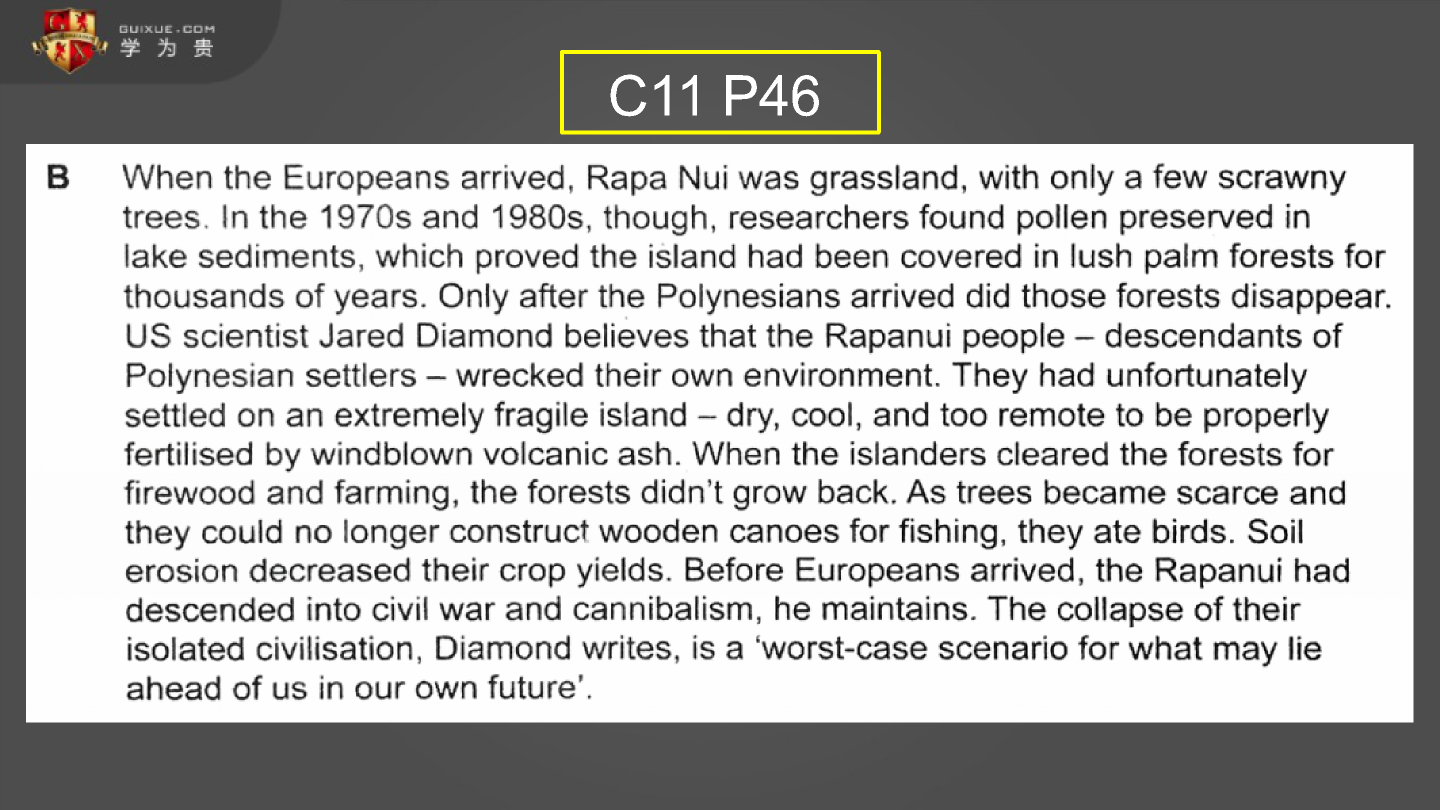 GUIXUE.COM
学为贵
C11 P46
B When the Europeans arrived, Rapa Nui was grassland, with only a few scrawny
trees. In the 1970s and 1980s, though, researchers found pollen preserved in
lake sediments, which proved the island had been covered in lush palm forests for
thousands of years. Only after the Polynesians arrived did those forests disappear.
US scientist Jared Diamond believes that the Rapanui people – descendants of
Polynesian settlers – wrecked their own environment. They had unfortunately
settled on an extremely fragile island – dry, cool, and too remote to be properly
fertilised by windblown volcanic ash. When the islanders cleared the forests for
firewood and farming, the forests didn't grow back. As trees became scarce and
they could no longer construct wooden canoes for fishing, they ate birds. Soil
erosion decreased their crop yields. Before Europeans arrived, the Rapanui had
descended into civil war and cannibalism, he maintains. The collapse of their
isolated civilisation, Diamond writes, is a 'worst-case scenario for what may lie
ahead of us in our own future'.